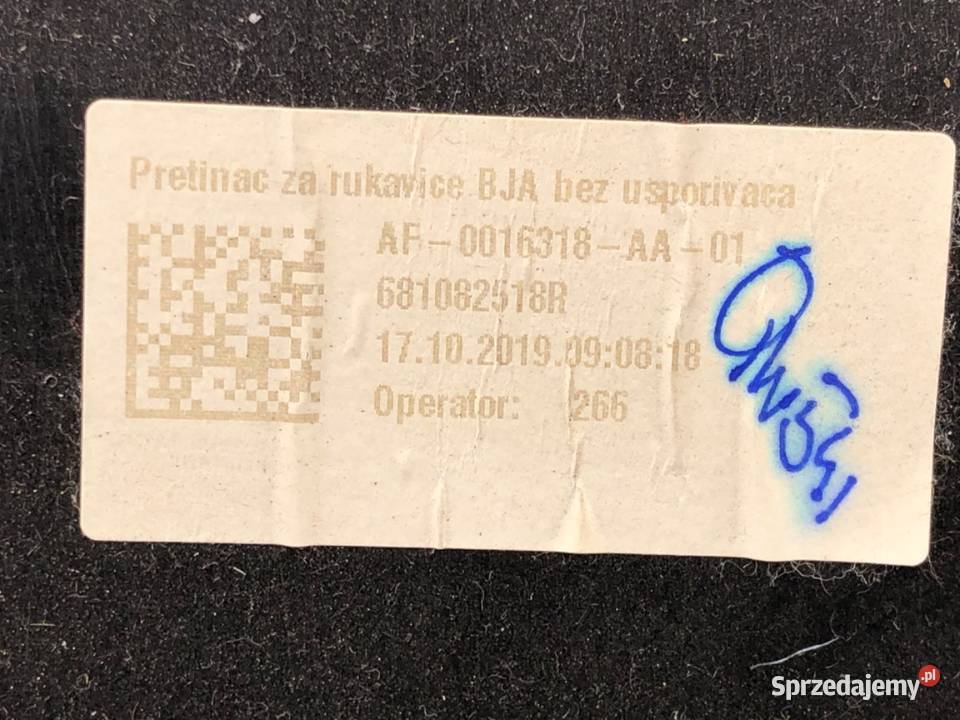 Pretinac za rukavice BJA bez usporivaca
AF-0016318-AA-01
681082518R
17.10.2019.09:08:18
Operator: 266
Sprzedajemy.pl